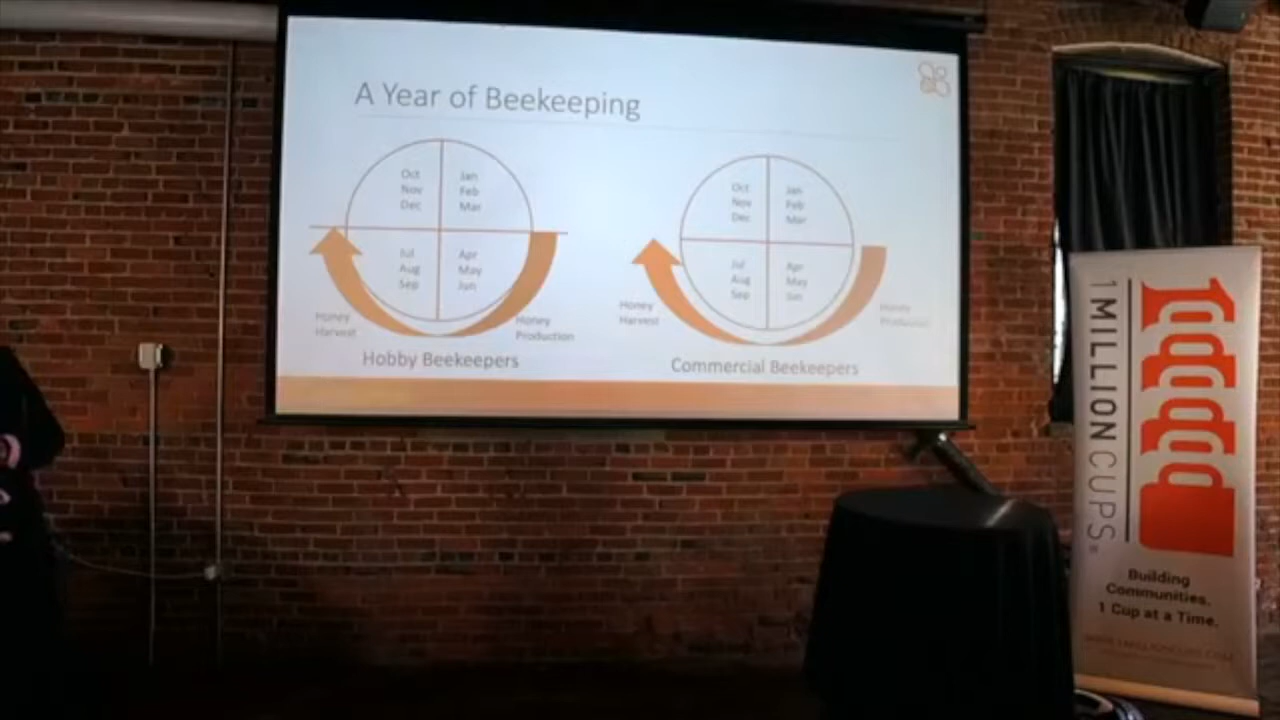 A Year of Beekeeping
Oct
Nov
Dec
Jan
Feb
Mar
Jul
Aug
Sep
Apr
May
Jun
Honey
Harvest
Honey
Production
Hobby Beekeepers
Oct
Nov
Dec
Jan
Feb
Mar
Jul
Aug
Sep
Apr
May
Jun
Honey
Harvest
Honey
Production
Commercial Beekeepers
1 MILLION CUPS®
Building
Communities.
1 Cup at a Time.